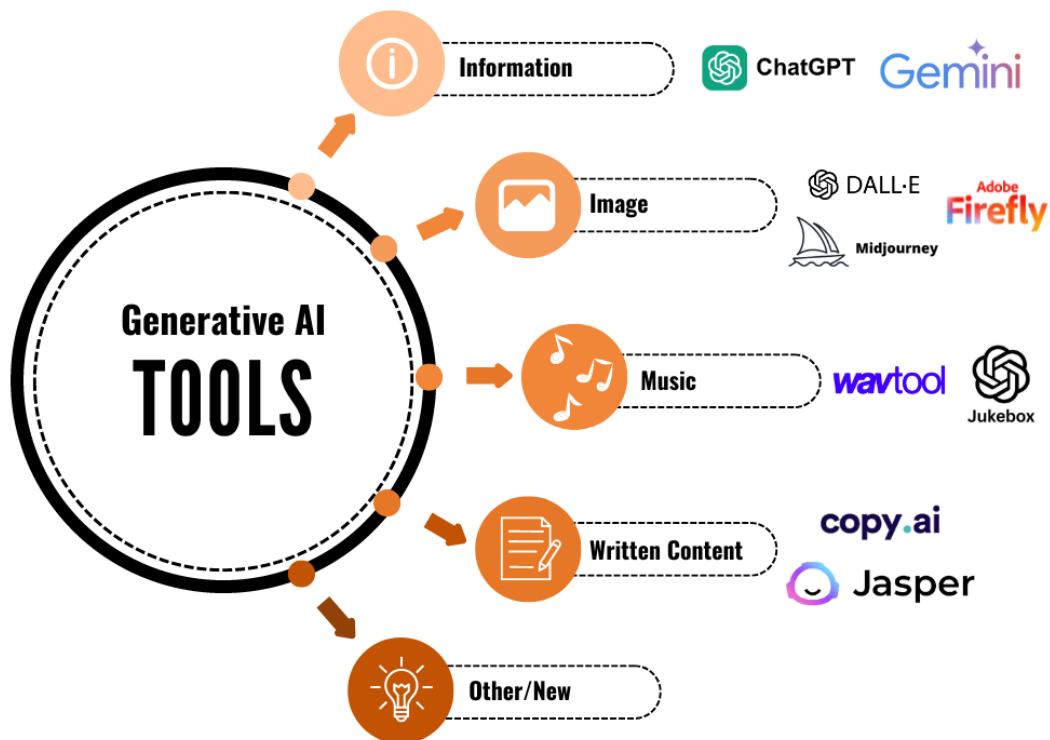 Information
ChatGPT
Gemini
Image
DALL·E
Adobe
Firefly
Midjourney
Generative AI
TOOLS
Music
wavtool
Jukebox
Written Content
copy.ai
Jasper
Other/New